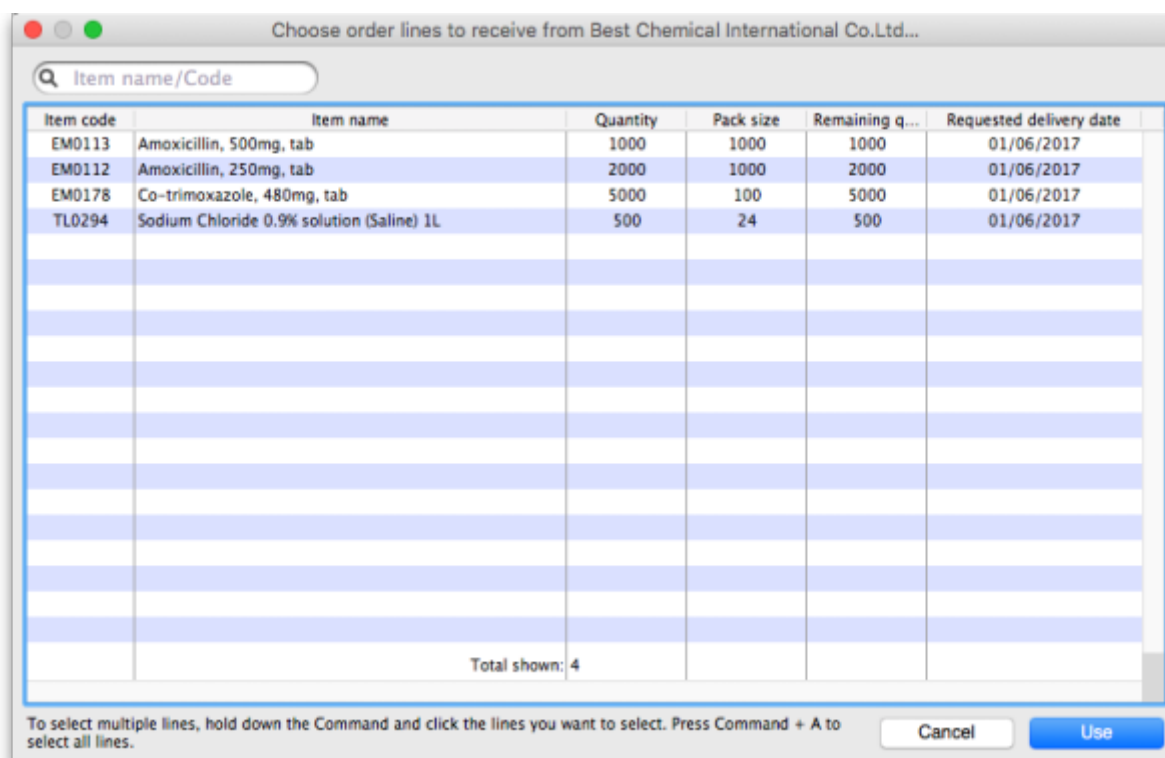 Choose order lines to receive from Best Chemical International Co.Ltd...
Item name/Code
Item code Item name Quantity Pack size Remaining q... Requested delivery date
EM0113 Amoxicillin, 500mg, tab 1000 1000 1000 01/06/2017
EM0112 Amoxicillin, 250mg, tab 2000 1000 2000 01/06/2017
EM0178 Co-trimoxazole, 480mg, tab 5000 100 5000 01/06/2017
TL0294 Sodium Chloride 0.9% solution (Saline) 1L 500 24 500 01/06/2017
Total shown: 4
To select multiple lines, hold down the Command and click the lines you want to select. Press Command + A to
select all lines.
Cancel Use